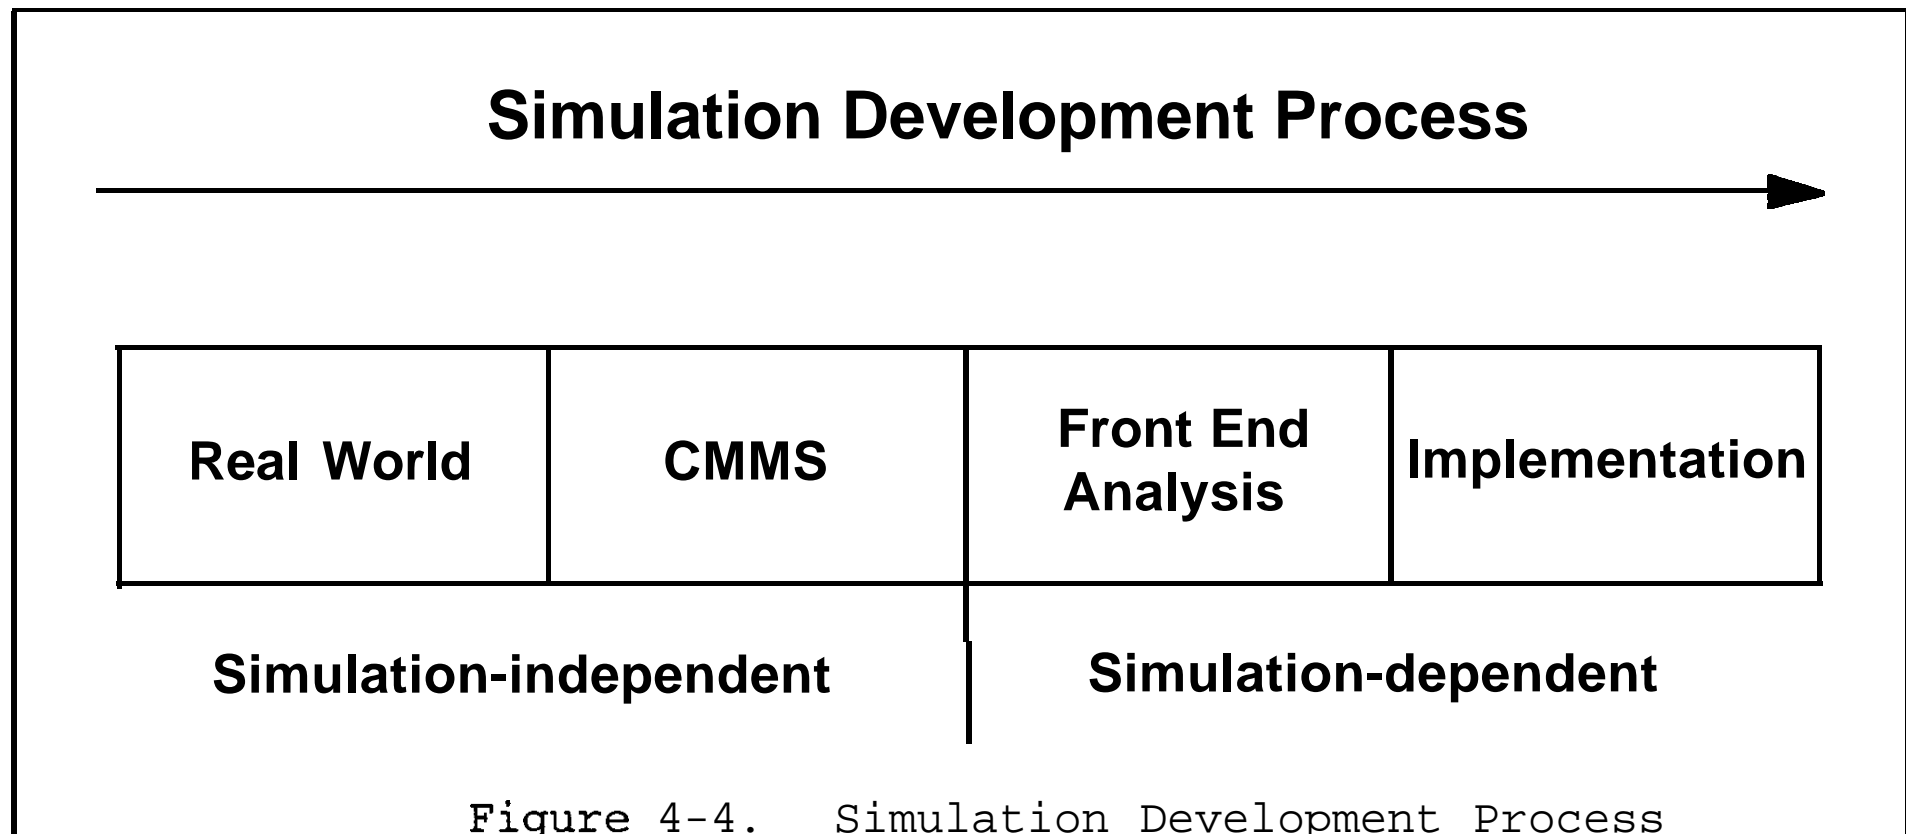 Simulation Development Process
Real World
CMMS
Front End
Analysis
Implementation
Simulation-independent
Simulation-dependent
Figure 4-4. Simulation Development Process